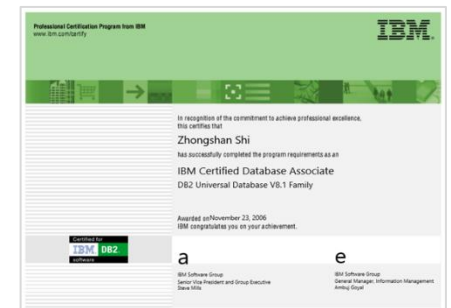 Professional Certification Program from IBM
www.ibm.com/certify
IBM.
In recognition of the commitment to achieve professional excellence,
this certifies that
Zhongshan Shi
has successfully completed the program requirements as an
IBM Certified Database Associate
DB2 Universal Database V8.1 Family
Awarded onNovember 23, 2006
IBM congratulates you on your achievement.
Certified for
IBM DB2.
software
a
IBM Software Group
Senior Vice President and Group Executive
Steve Mills
e
IBM Software Group
General Manager, Information Management
Ambuj Goyal